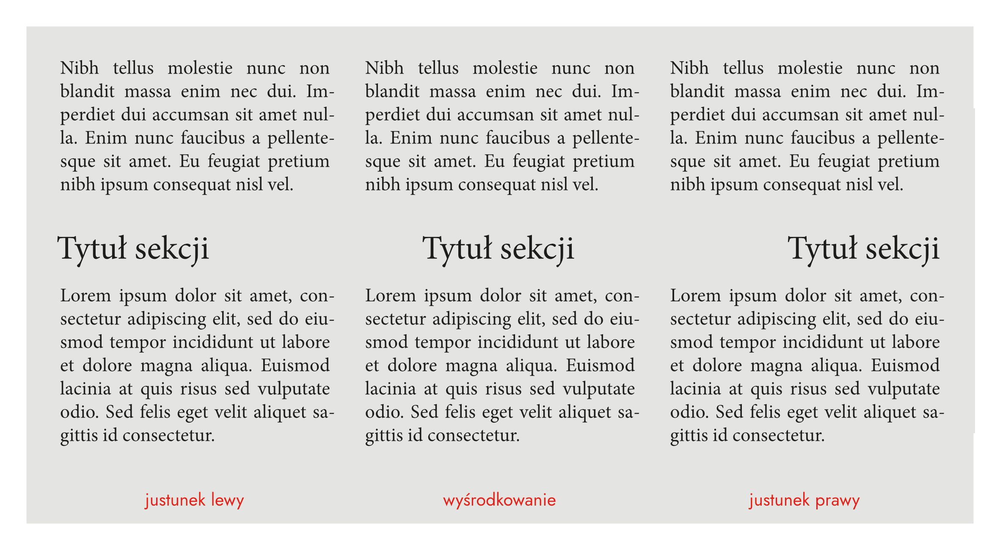 Nibh tellus molestie nunc non
blandit massa enim nec dui. Im-
perdiet dui accumsan sit amet nul-
la. Enim nunc faucibus a pellente-
sque sit amet. Eu feugiat pretium
nibh ipsum consequat nisl vel.
Tytuł sekcji
Lorem ipsum dolor sit amet, con-
sectetur adipiscing elit, sed do eiu-
smod tempor incididunt ut labore
et dolore magna aliqua. Euismod
lacinia at quis risus sed vulputate
odio. Sed felis eget velit aliquet sa-
gittis id consectetur.
justunek lewy
Nibh tellus molestie nunc non
blandit massa enim nec dui. Im-
perdiet dui accumsan sit amet nul-
la. Enim nunc faucibus a pellente-
sque sit amet. Eu feugiat pretium
nibh ipsum consequat nisl vel.
Tytuł sekcji
Lorem ipsum dolor sit amet, con-
sectetur adipiscing elit, sed do eiu-
smod tempor incididunt ut labore
et dolore magna aliqua. Euismod
lacinia at quis risus sed vulputate
odio. Sed felis eget velit aliquet sa-
gittis id consectetur.
wyśrodkowanie
Nibh tellus molestie nunc non
blandit massa enim nec dui. Im-
perdiet dui accumsan sit amet nul-
la. Enim nunc faucibus a pellente-
sque sit amet. Eu feugiat pretium
nibh ipsum consequat nisl vel.
Tytuł sekcji
Lorem ipsum dolor sit amet, con-
sectetur adipiscing elit, sed do eiu-
smod tempor incididunt ut labore
et dolore magna aliqua. Euismod
lacinia at quis risus sed vulputate
odio. Sed felis eget velit aliquet sa-
gittis id consectetur.
justunek prawy